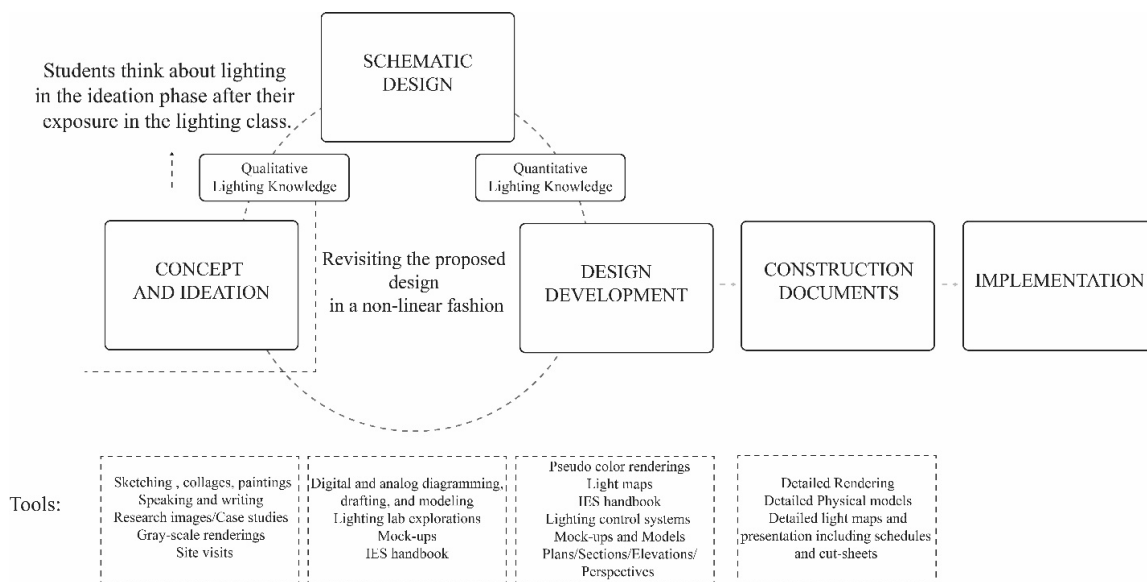 SCHEMATIC
DESIGN
Students think about lighting
in the ideation phase after their
exposure in the lighting class.
Qualitative
Lighting Knowledge
Quantitative
Lighting Knowledge
CONCEPT
AND IDEATION
Revisiting the proposed
design
in a non-linear fashion
DESIGN
DEVELOPMENT
CONSTRUCTION
DOCUMENTS
IMPLEMENTATION
Tools:
Sketching , collages, paintings
Speaking and writing
Research images/Case studies
Gray-scale renderings
Site visits
Digital and analog diagramming,
drafting, and modeling
Lighting lab explorations
Mock-ups
IES handbook
Pseudo color renderings
Light maps
IES handbook
Lighting control systems
Mock-ups and Models
Plans/Sections/Elevations/
Perspectives
Detailed Rendering
Detailed Physical models
Detailed light maps and
presentation including schedules
and cut-sheets